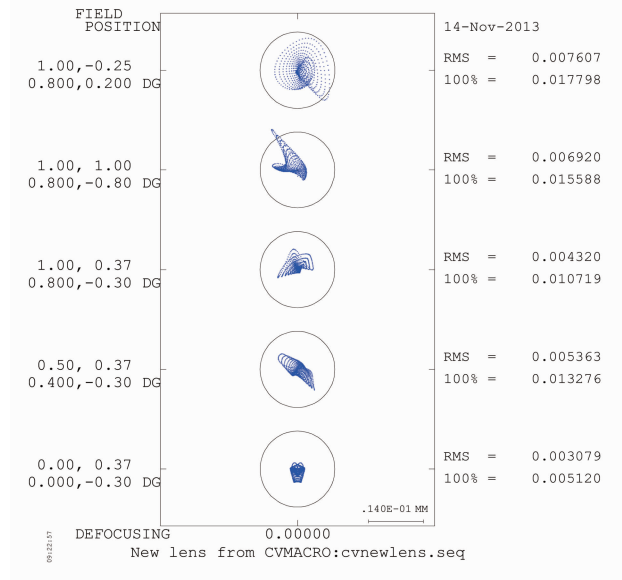 FIELD
POSITION
14-Nov-2013
1.00,-0.25
0.800,0.200 DG
RMS = 0.007607
100% = 0.017798
1.00, 1.00
0.800,-0.80 DG
RMS = 0.006920
100% = 0.015588
1.00, 0.37
0.800,-0.30 DG
RMS = 0.004320
100% = 0.010719
0.50, 0.37
0.400,-0.30 DG
RMS = 0.005363
100% = 0.013276
0.00, 0.37
0.000,-0.30 DG
RMS = 0.003079
100% = 0.005120
.140E-01 MM
DEFOCUSING 0.00000
New lens from CVMACRO:cvnewlens.seq
09:22:57